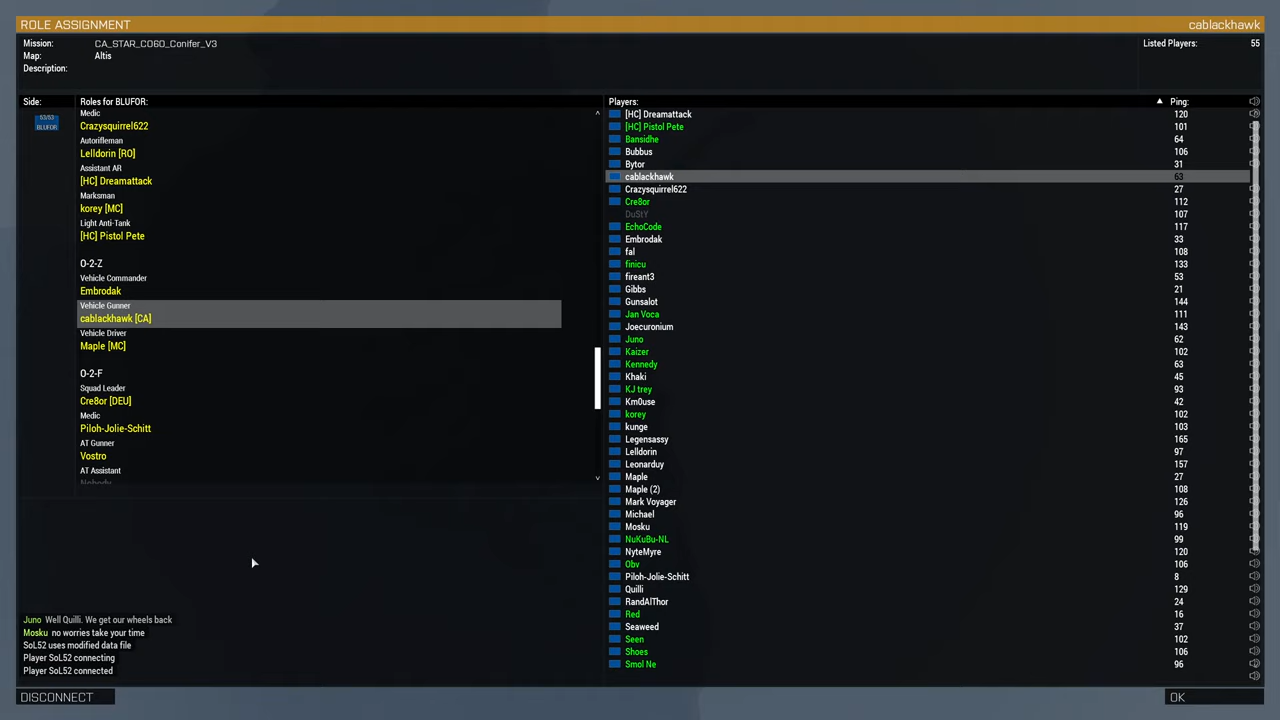 ROLE ASSIGNMENT
cablackhawk
Mission: CA_STAR_CO60_Conifer_V3
Map: Altis
Description:
Listed Players: 55
Side:
53/53
BLUFOR
Roles for BLUFOR:
Medic
Crazysquirrel622
Autorifleman
Lelldorin [RO]
Assistant AR
[HC] Dreamattack
Marksman
korey [MC]
Light Anti-Tank
[HC] Pistol Pete
O-2-Z
Vehicle Commander
Embrodak
Vehicle Gunner
cablackhawk [CA]
Vehicle Driver
Maple [MC]
O-2-F
Squad Leader
Cre8or [DEU]
Medic
Piloh-Jolie-Schitt
AT Gunner
Vostro
AT Assistant
Nobody
Players: Ping:
[HC] Dreamattack 120
[HC] Pistol Pete 101
Bansidhe 64
Bubbus 106
Bytor 31
cablackhawk 63
Crazysquirrel622 27
Cre8or 112
DuStY 107
EchoCode 117
Embrodak 33
fal 108
finicu 133
fireant3 53
Gibbs 21
Gunsalot 144
Jan Voca 111
Joecuronium 143
Juno 62
Kaizer 102
Kennedy 63
Khaki 45
KJ trey 93
Km0use 42
korey 102
kunge 103
Legensassy 165
Lelldorin 97
Leonarduy 157
Maple 27
Maple (2) 108
Mark Voyager 126
Michael 96
Mosku 119
NuKuBu-NL 99
NyteMyre 120
Obv 106
Piloh-Jolie-Schitt 8
Quilli 129
RandAlThor 24
Red 16
Seaweed 37
Seen 102
Shoes 106
Smol Ne 96
Juno Well Quilli. We get our wheels back
Mosku no worries take your time
SoL52 uses modified data file
Player SoL52 connecting
Player SoL52 connected
DISCONNECT
OK